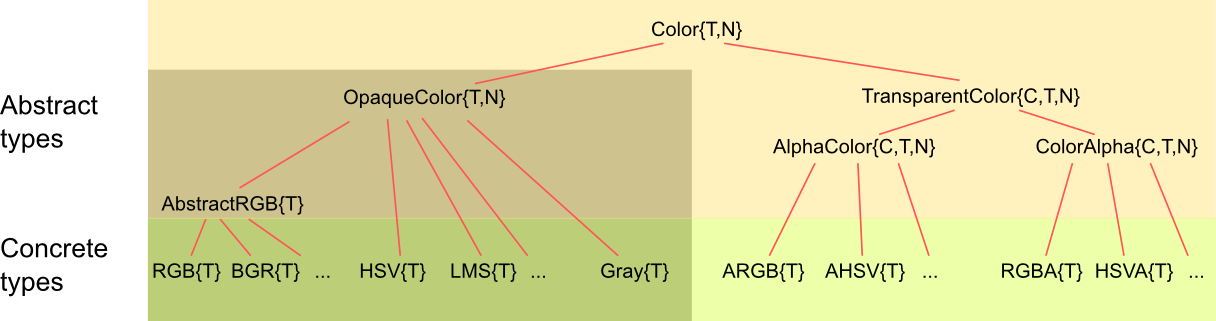 Color{T,N}
Abstract
types
OpaqueColor{T,N}
TransparentColor{C,T,N}
AlphaColor{C,T,N}
ColorAlpha{C,T,N}
AbstractRGB{T}
Concrete
types
RGB{T} BGR{T} ... HSV{T} LMS{T} ... Gray{T} ARGB{T} AHSV{T} ... RGBA{T} HSVA{T} ...